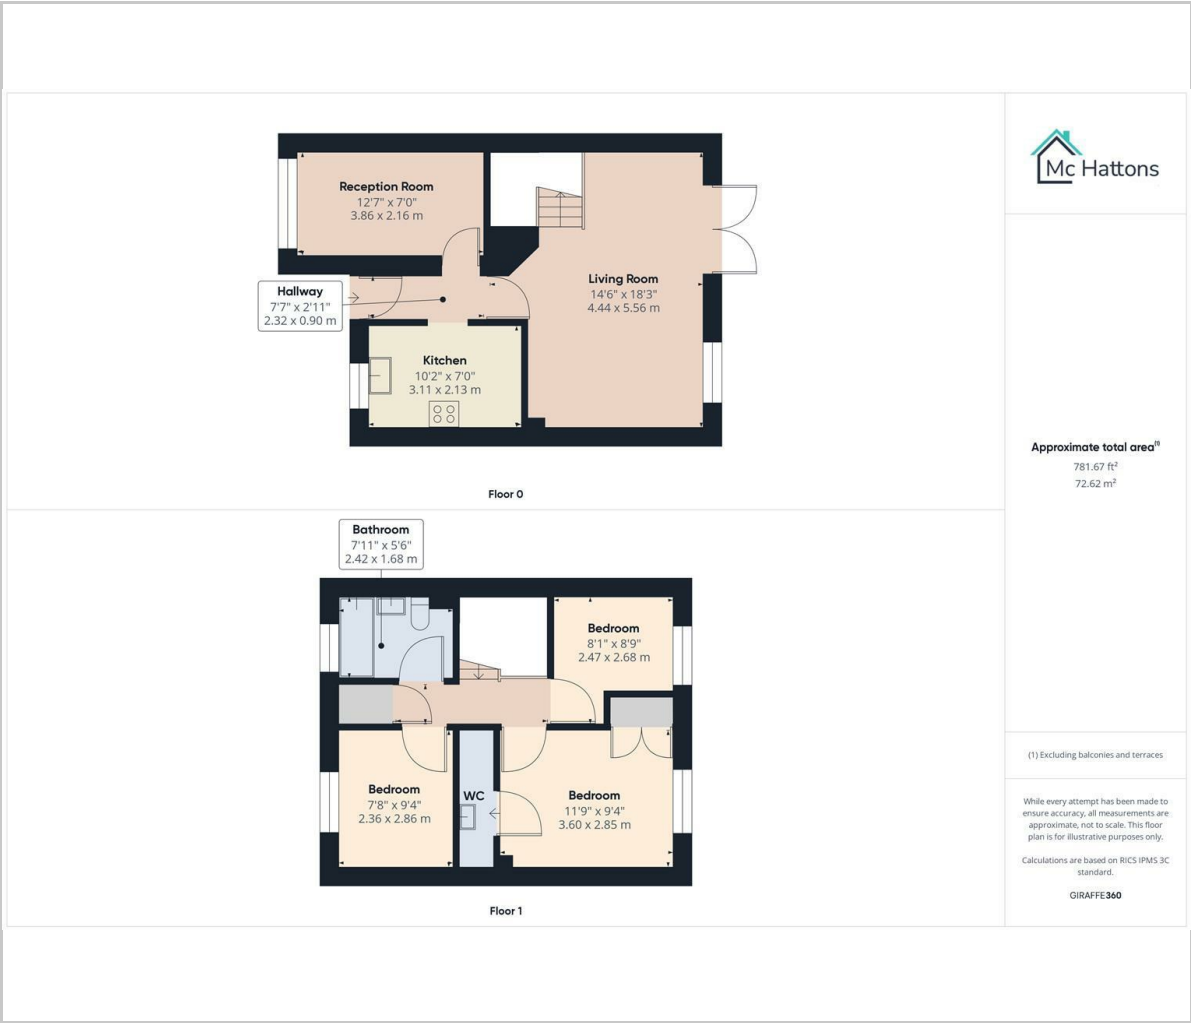 Reception Room
12'7" x 7'0"
3.86 x 2.16 m
Hallway
7'7" x 2'11"
2.32 x 0.90 m
Living Room
14'6" x 18'3"
4.44 x 5.56 m
Kitchen
10'2" x 7'0"
3.11 x 2.13 m
Floor 0
Bathroom
7'11" x 5'6"
2.42 x 1.68 m
Bedroom
8'1" x 8'9"
2.47 x 2.68 m
Bedroom
7'8" x 9'4"
2.36 x 2.86 m
WC
Bedroom
11'9" x 9'4"
3.60 x 2.85 m
Floor 1
Mc Hattons
Approximate total area⁽¹⁾
781.67 ft²
72.62 m²
(1) Excluding balconies and terraces
While every attempt has been made to
ensure accuracy, all measurements are
approximate, not to scale. This floor
plan is for illustrative purposes only.
Calculations are based on RICS IPMS 3C
standard.
GIRAFFE360